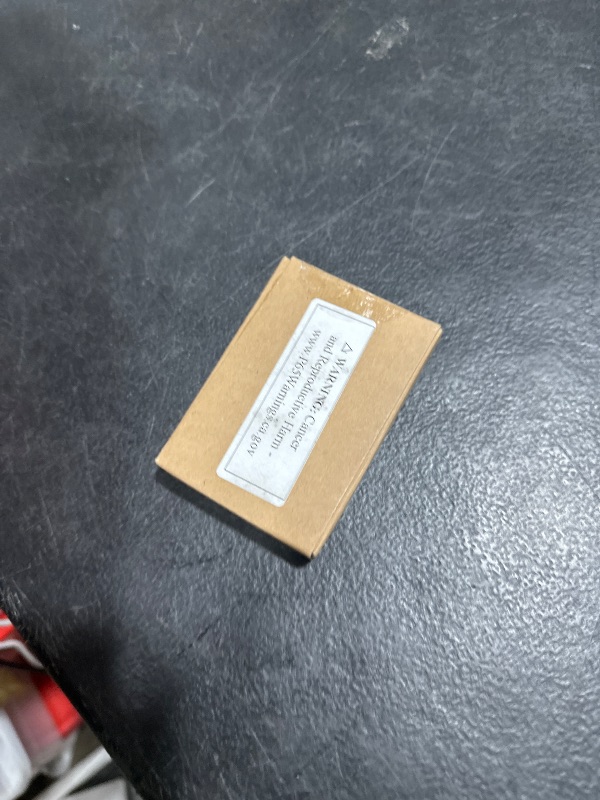 ⚠ WARNING: Cancer
and Reproductive Harm -
www.P65Warnings.ca.gov